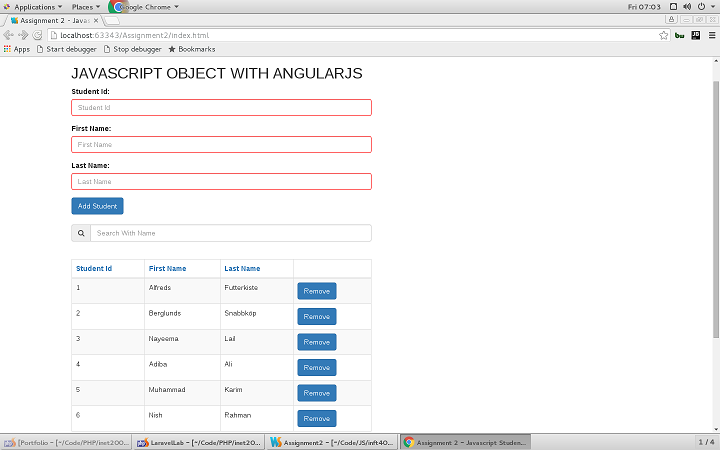 Applications Places Google Chrome Fri 07:03
Assignment 2 - Javas
localhost:63343/Assignment2/index.html
Apps Start debugger Stop debugger Bookmarks
JAVASCRIPT OBJECT WITH ANGULARJS
Student Id:
Student Id
First Name:
First Name
Last Name:
Last Name
Add Student
Search With Name
Student Id First Name Last Name
1 Alfreds Futterkiste Remove
2 Berglunds Snabbköp Remove
3 Nayeema Lail Remove
4 Adiba Ali Remove
5 Muhammad Karim Remove
6 Nish Rahman Remove
[Portfolio - [~/Code/PHP/inet200... LaravelLab - [~/Code/PHP/inet20... Assignment2 - [~/Code/JS/inft40... Assignment 2 - Javascript Studen... 1 / 4